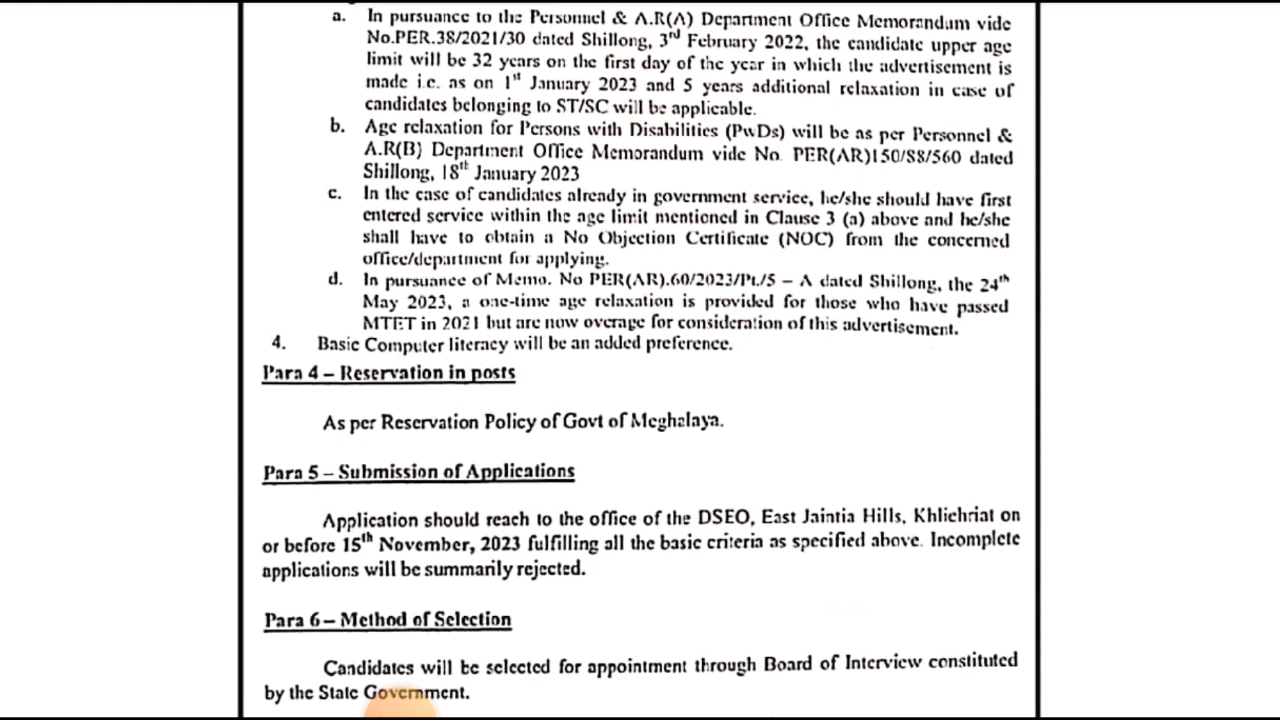 a. In pursuance to the Personnel & A.R(A) Department Office Memorandum vide
No.PER.38/2021/30 dated Shillong, 3rd February 2022, the candidate upper age
limit will be 32 years on the first day of the year in which the advertisement is
made i.e. as on 1st January 2023 and 5 years additional relaxation in case of
candidates belonging to ST/SC will be applicable.
b. Age relaxation for Persons with Disabilities (PwDs) will be as per Personnel &
A.R(B) Department Office Memorandum vide No. PER(AR)150/88/560 dated
Shillong, 18th January 2023
c. In the case of candidates already in government service, he/she should have first
entered service within the age limit mentioned in Clause 3 (a) above and he/she
shall have to obtain a No Objection Certificate (NOC) from the concerned
office/department for applying.
d. In pursuance of Memo. No PER(AR).60/2023/Pt./5 – A dated Shillong, the 24th
May 2023, a one-time age relaxation is provided for those who have passed
MTET in 2021 but are now overage for consideration of this advertisement.
4. Basic Computer literacy will be an added preference.
Para 4 – Reservation in posts
As per Reservation Policy of Govt of Meghalaya.
Para 5 – Submission of Applications
Application should reach to the office of the DSEO, East Jaintia Hills, Khliehriat on
or before 15th November, 2023 fulfilling all the basic criteria as specified above. Incomplete
applications will be summarily rejected.
Para 6 – Method of Selection
Candidates will be selected for appointment through Board of Interview constituted
by the State Government.